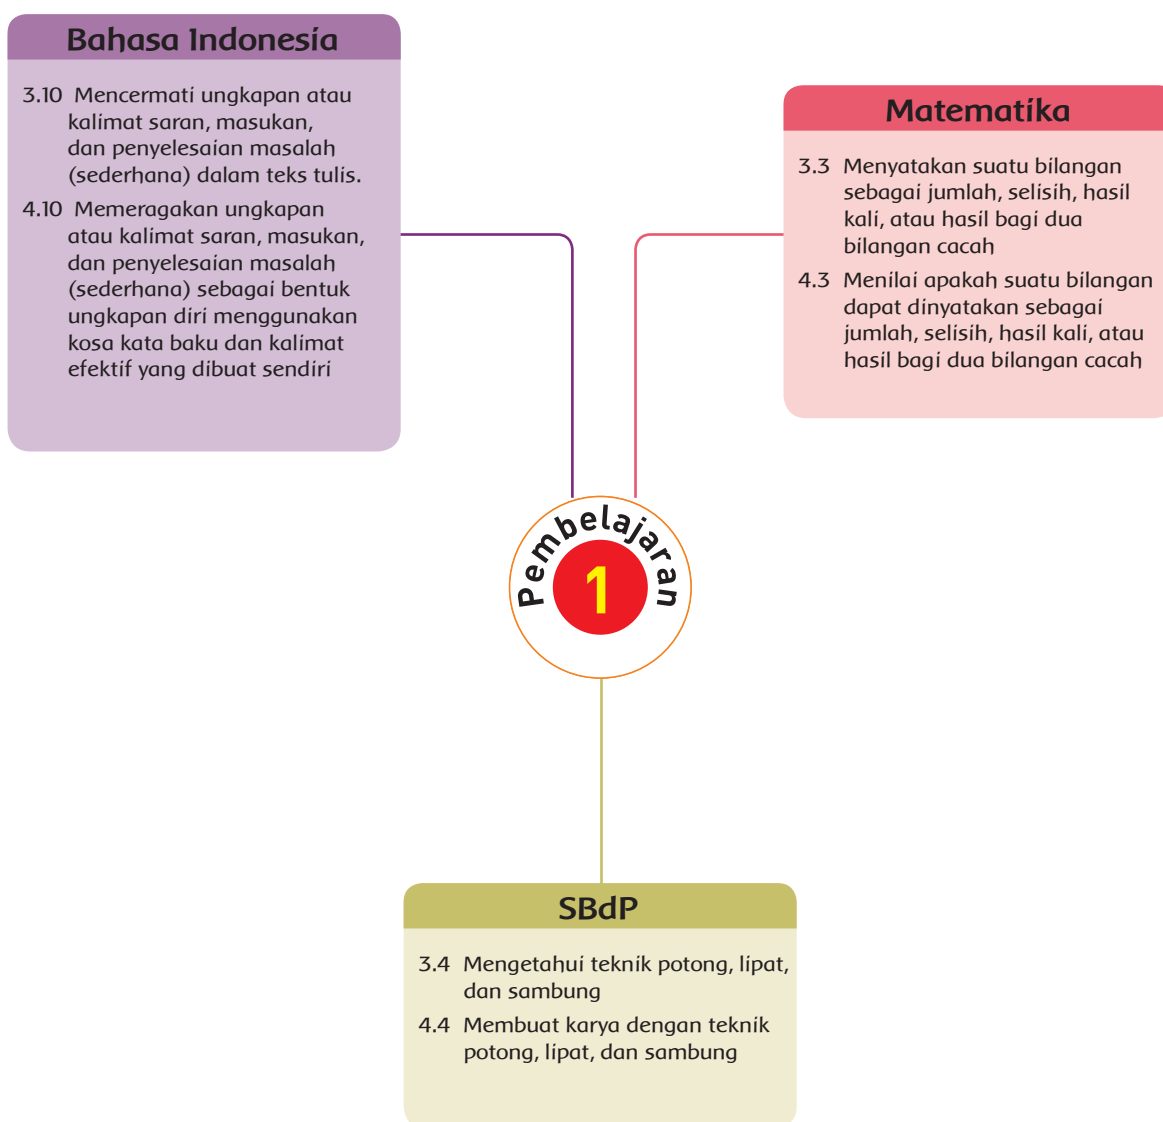 Bahasa Indonesia
3.10 Mencermati ungkapan atau
kalimat saran, masukan,
dan penyelesaian masalah
(sederhana) dalam teks tulis.
4.10 Memeragakan ungkapan
atau kalimat saran, masukan,
dan penyelesaian masalah
(sederhana) sebagai bentuk
ungkapan diri menggunakan
kosa kata baku dan kalimat
efektif yang dibuat sendiri
Matematika
3.3 Menyatakan suatu bilangan
sebagai jumlah, selisih, hasil
kali, atau hasil bagi dua
bilangan cacah
4.3 Menilai apakah suatu bilangan
dapat dinyatakan sebagai
jumlah, selisih, hasil kali, atau
hasil bagi dua bilangan cacah
Pembelajaran
1
SBdP
3.4 Mengetahui teknik potong, lipat,
dan sambung
4.4 Membuat karya dengan teknik
potong, lipat, dan sambung